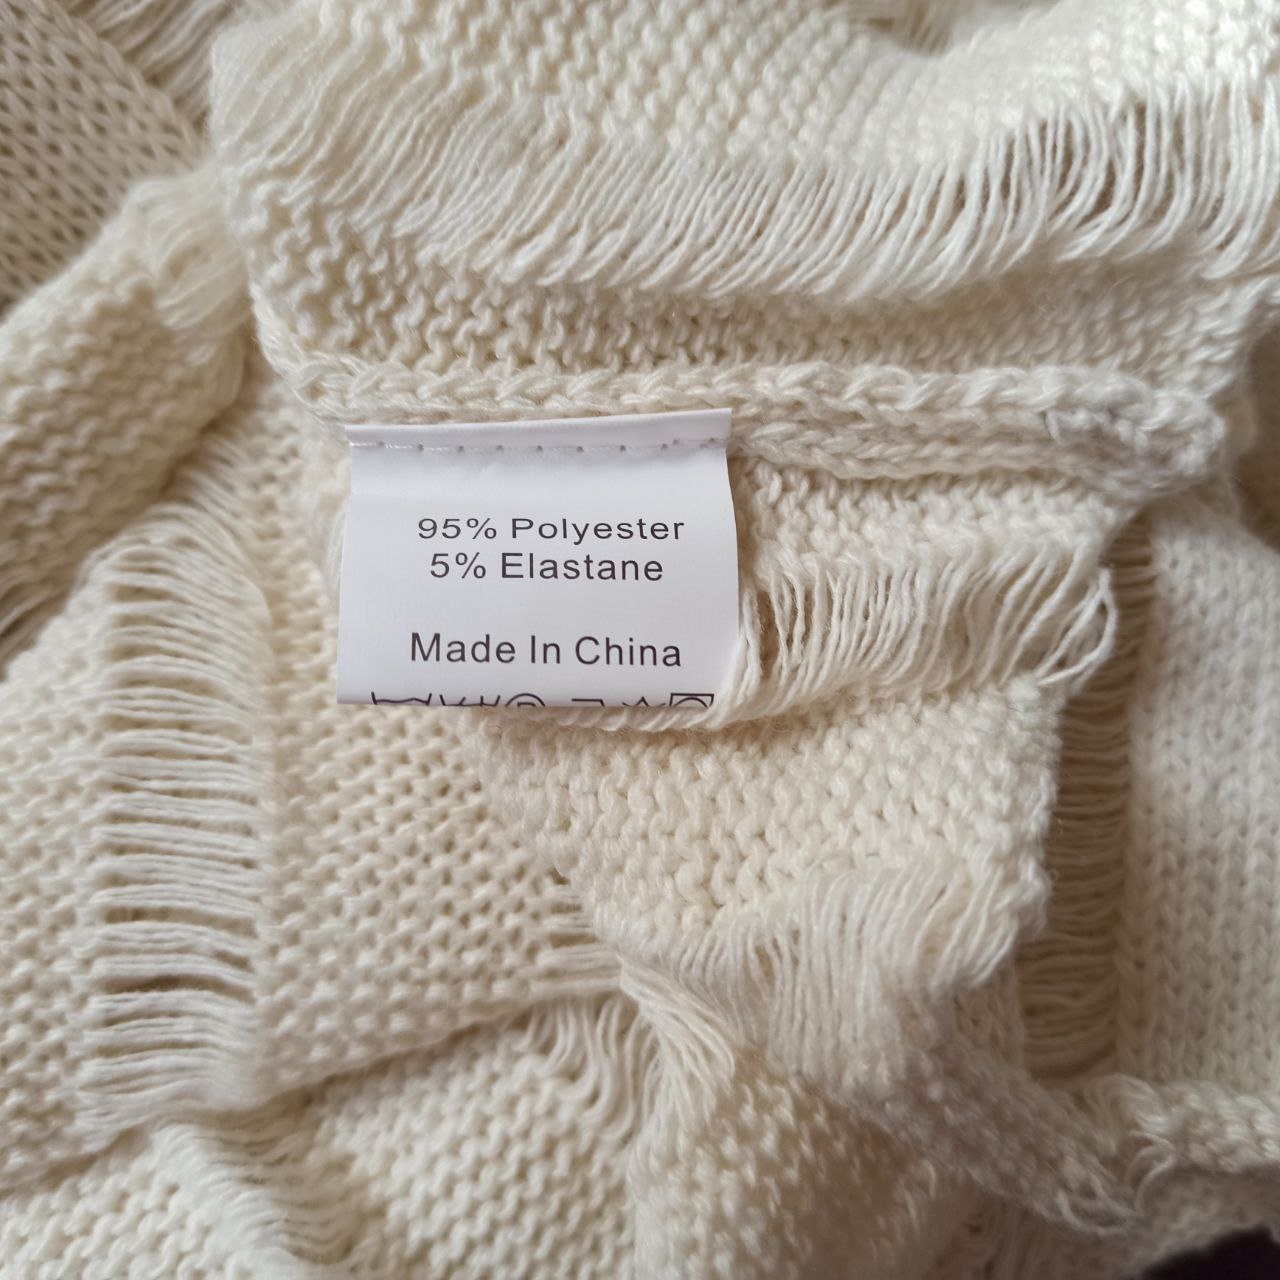 95% Polyester
5% Elastane
Made In China